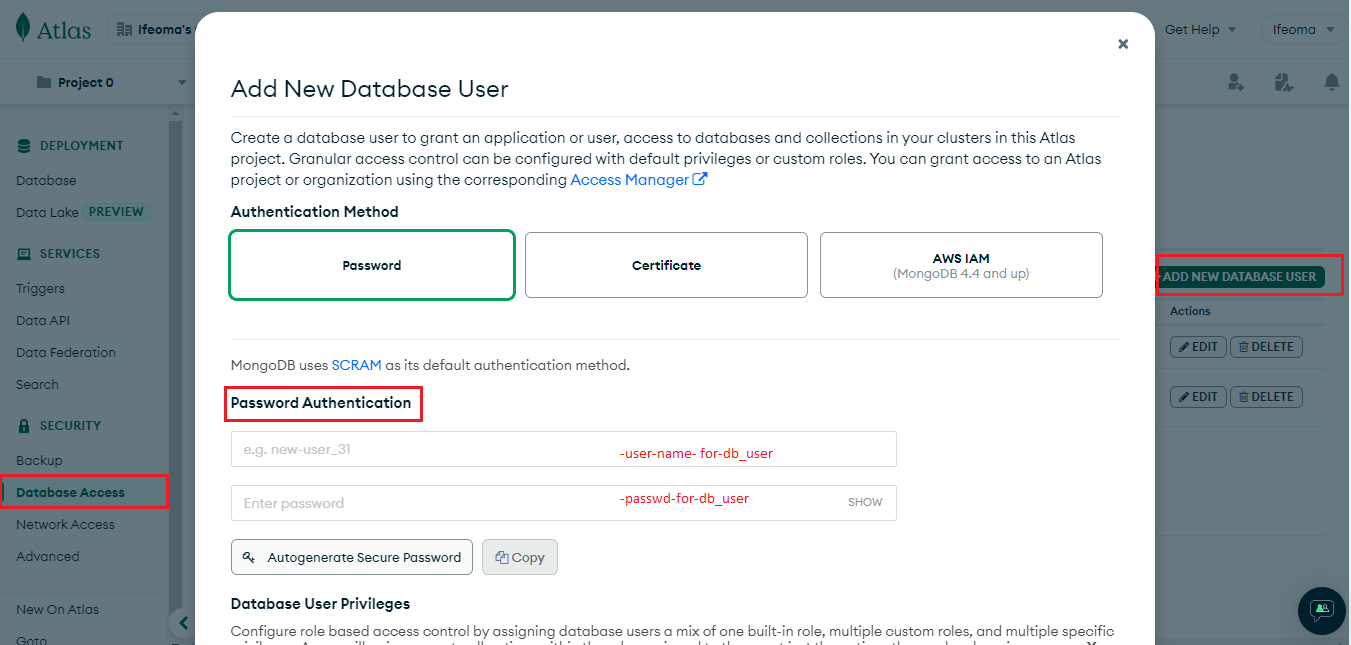 Atlas
Ifeoma's
Get Help
Ifeoma
Project 0
DEPLOYMENT
Database
Data Lake PREVIEW
SERVICES
Triggers
Data API
Data Federation
Search
SECURITY
Backup
Database Access
Network Access
Advanced
New On Atlas
Goto
Add New Database User
Create a database user to grant an application or user, access to databases and collections in your clusters in this Atlas
project. Granular access control can be configured with default privileges or custom roles. You can grant access to an Atlas
project or organization using the corresponding Access Manager
Authentication Method
Password
Certificate
AWS IAM
(MongoDB 4.4 and up)
MongoDB uses SCRAM as its default authentication method.
Password Authentication
e.g. new-user_31
-user-name- for-db_user
Enter password
-passwd-for-db_user
SHOW
Autogenerate Secure Password
Copy
Database User Privileges
Configure role based access control by assigning database users a mix of one built-in role, multiple custom roles, and multiple specific
ADD NEW DATABASE USER
Actions
EDIT
DELETE
EDIT
DELETE